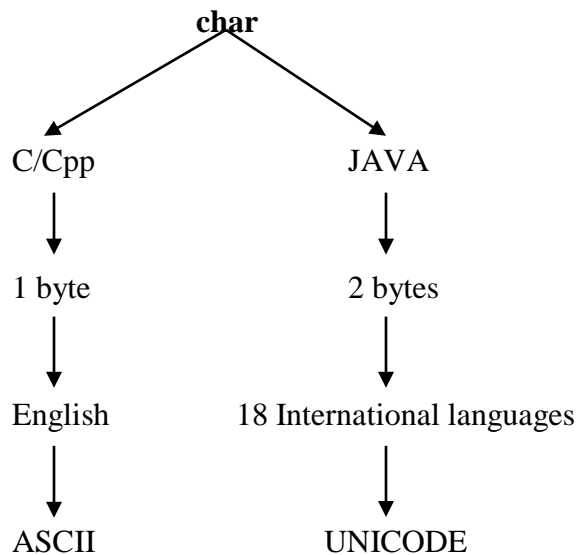 char
C/Cpp JAVA
1 byte 2 bytes
English 18 International languages
ASCII UNICODE